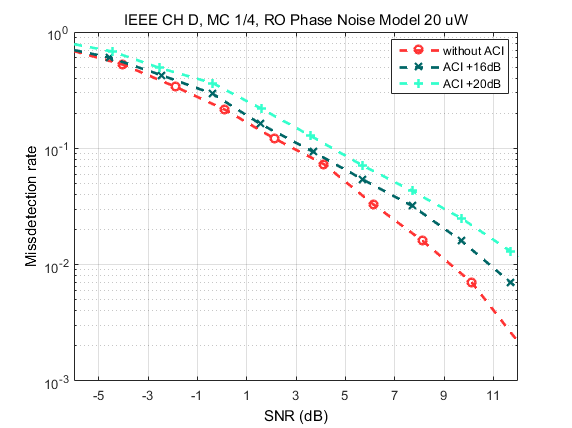 IEEE CH D, MC 1/4, RO Phase Noise Model 20 uW
without ACI
ACI +16dB
ACI +20dB
Missdetection rate
10^0
10^-1
10^-2
10^-3
-5 -3 -1 1 3 5 7 9 11
SNR (dB)